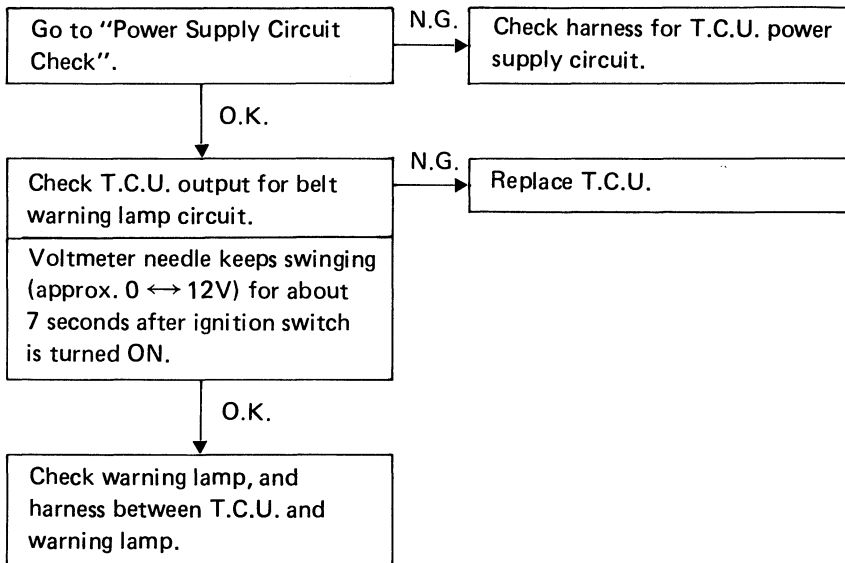 Go to “Power Supply Circuit
Check”.
N.G.
Check harness for T.C.U. power
supply circuit.
O.K.
Check T.C.U. output for belt
warning lamp circuit.
N.G.
Replace T.C.U.
Voltmeter needle keeps swinging
(approx. 0 ↔ 12V) for about
7 seconds after ignition switch
is turned ON.
O.K.
Check warning lamp, and
harness between T.C.U. and
warning lamp.